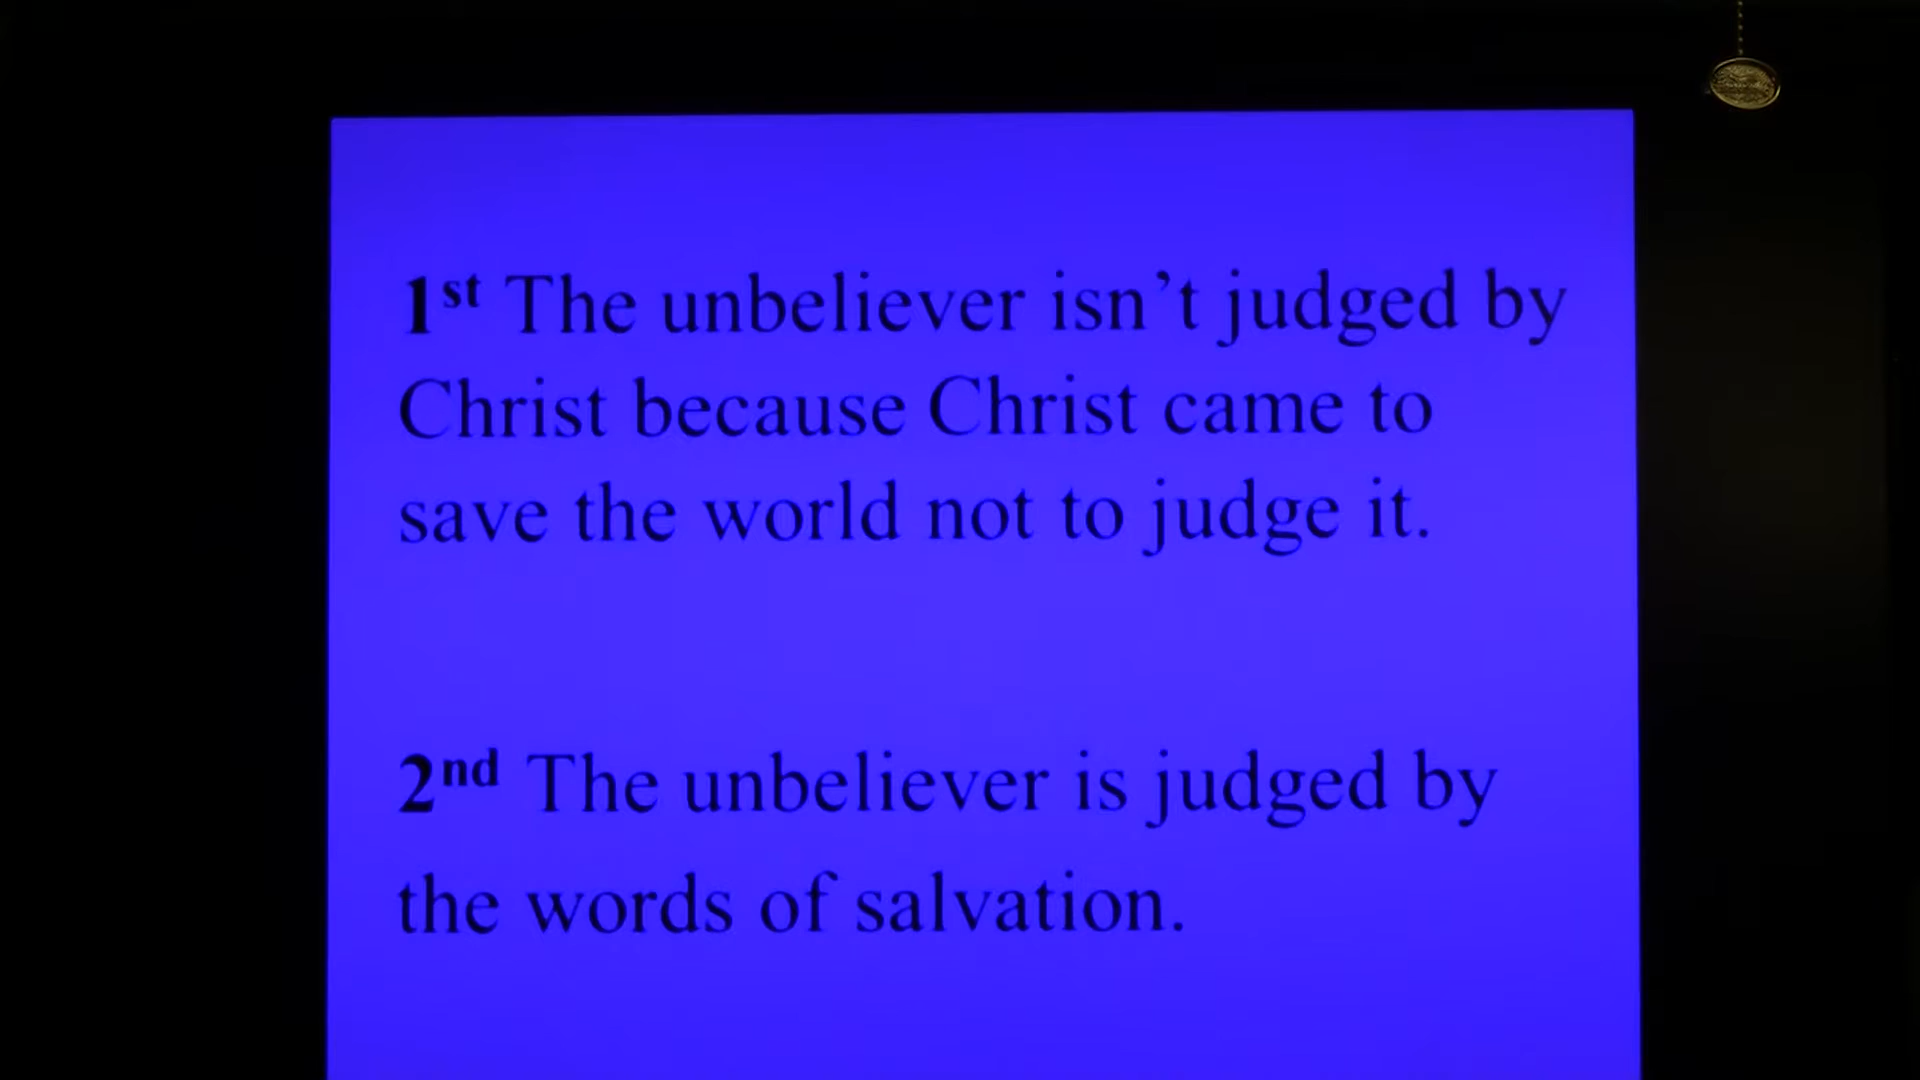 1st The unbeliever isn't judged by
Christ because Christ came to
save the world not to judge it.
2nd The unbeliever is judged by
the words of salvation.